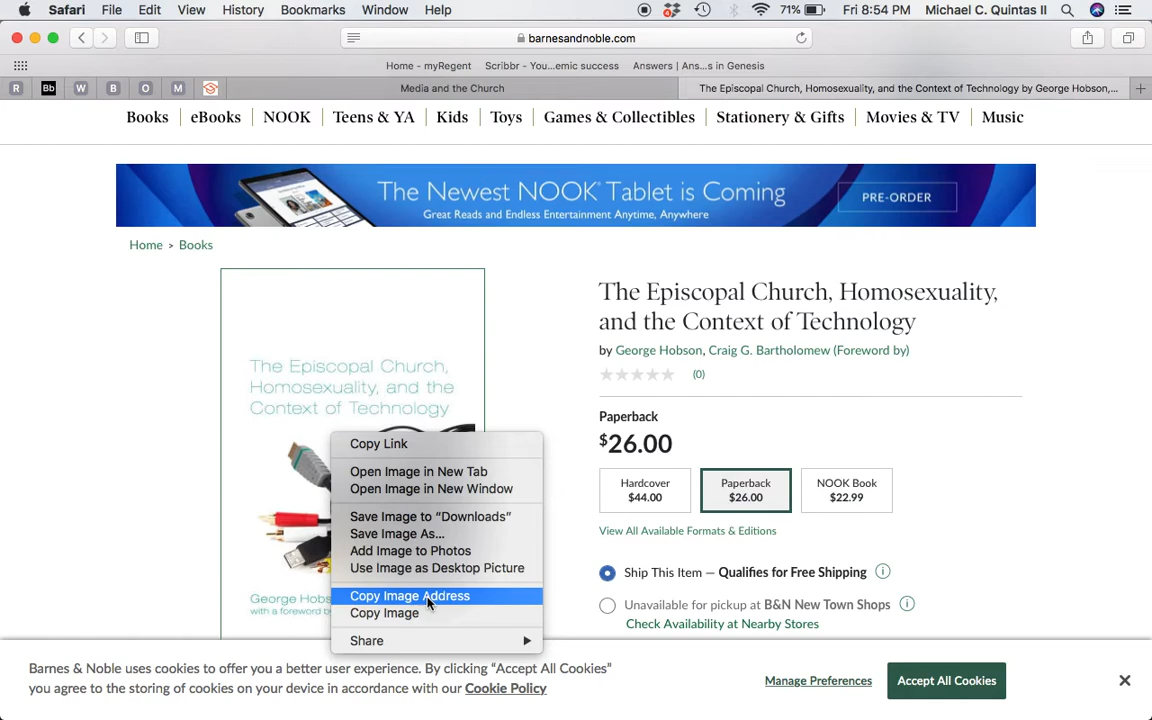 Safari File Edit View History Bookmarks Window Help 71% Fri 8:54 PM Michael C. Quintas II
barnesandnoble.com
Home - myRegent Scribbr - You...emic success Answers | Ans...s in Genesis
R Bb W B O M Media and the Church The Episcopal Church, Homosexuality, and the Context of Technology by George Hobson,...
Books eBooks NOOK Teens & YA Kids Toys Games & Collectibles Stationery & Gifts Movies & TV Music
The Newest NOOK® Tablet is Coming
Great Reads and Endless Entertainment Anytime, Anywhere
PRE-ORDER
Home > Books
The Episcopal Church,
Homosexuality, and the
Context of Technology
George Hobs
with a foreword b
Copy Link
Open Image in New Tab
Open Image in New Window
Save Image to “Downloads”
Save Image As...
Add Image to Photos
Use Image as Desktop Picture
Copy Image Address
Copy Image
Share
The Episcopal Church, Homosexuality,
and the Context of Technology
by George Hobson, Craig G. Bartholomew (Foreword by)
(0)
Paperback
$26.00
Hardcover
$44.00
Paperback
$26.00
NOOK Book
$22.99
View All Available Formats & Editions
Ship This Item — Qualifies for Free Shipping
Unavailable for pickup at B&N New Town Shops
Check Availability at Nearby Stores
Barnes & Noble uses cookies to offer you a better user experience. By clicking “Accept All Cookies”
you agree to the storing of cookies on your device in accordance with our Cookie Policy
Manage Preferences
Accept All Cookies